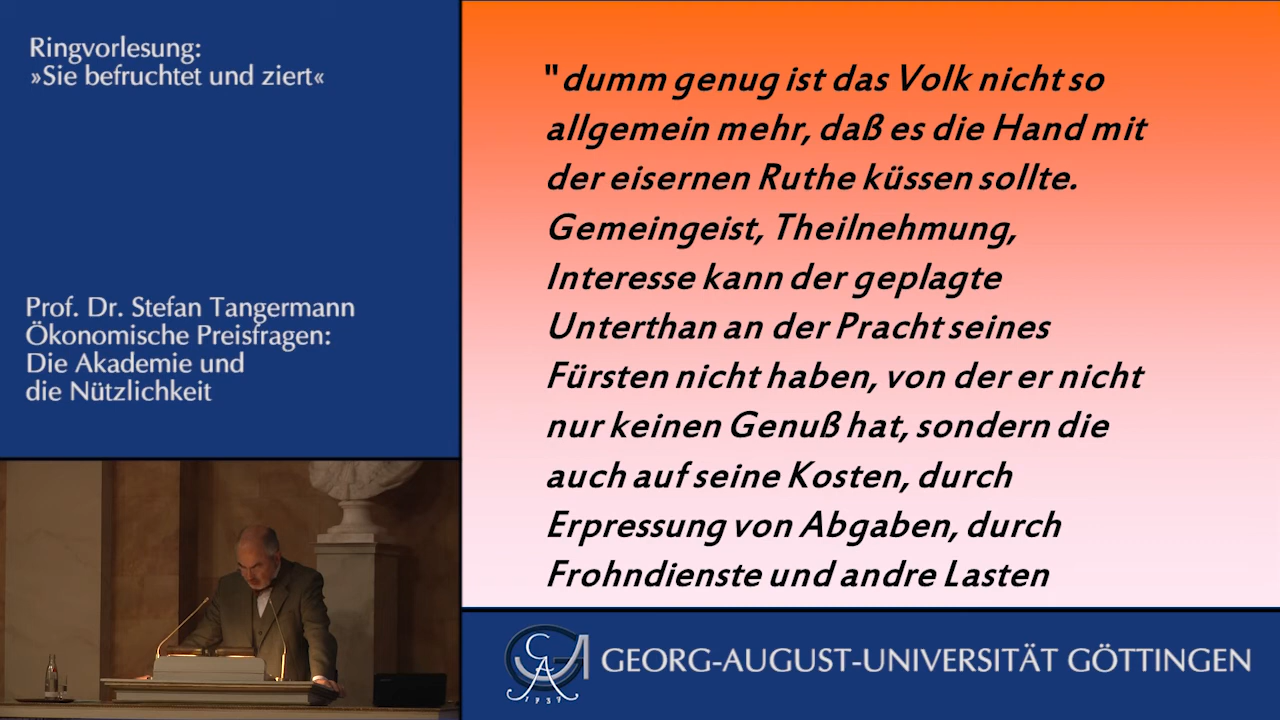 Ringvorlesung:
»Sie befruchtet und ziert«
Prof. Dr. Stefan Tangermann
Ökonomische Preisfragen:
Die Akademie und
die Nützlichkeit
"dumm genug ist das Volk nicht so
allgemein mehr, daß es die Hand mit
der eisernen Ruthe küssen sollte.
Gemeingeist, Theilnehmung,
Interesse kann der geplagte
Unterthan an der Pracht seines
Fürsten nicht haben, von der er nicht
nur keinen Genuß hat, sondern die
auch auf seine Kosten, durch
Erpressung von Abgaben, durch
Frohndienste und andre Lasten
GAU
1737
GEORG-AUGUST-UNIVERSITÄT GÖTTINGEN